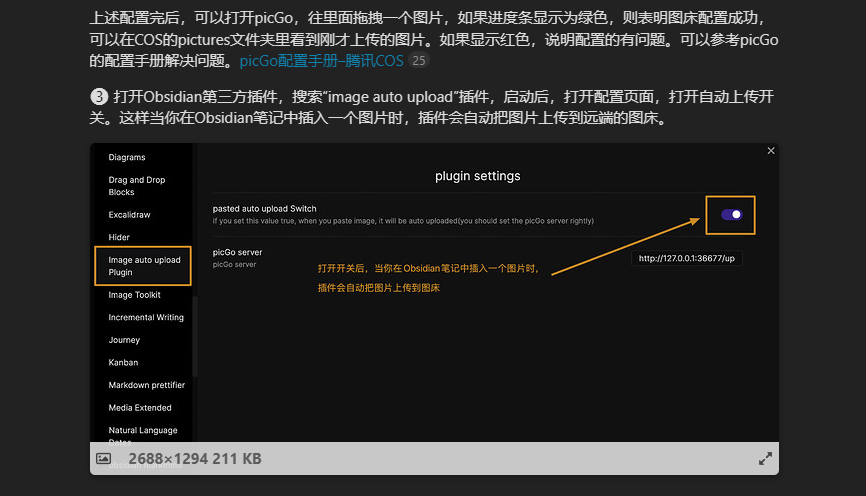 上述配置完后，可以打开picGo，往里面拖拽一个图片，如果进度条显示为绿色，则表明图床配置成功，
可以在COS的pictures文件夹里看到刚才上传的图片。如果显示红色，说明配置的有问题。可以参考picGo
的配置手册解决问题。picGo配置手册–腾讯COS 25
③ 打开Obsidian第三方插件，搜索“image auto upload”插件，启动后，打开配置页面，打开自动上传开
关。这样当你在Obsidian笔记中插入一个图片时，插件会自动把图片上传到远端的图床。
Diagrams
Drag and Drop
Blocks
Excalidraw
Hider
Image auto upload
Plugin
Image Toolkit
Incremental Writing
Journey
Kanban
Markdown prettifier
Media Extended
Natural Language
Dates
plugin settings
pasted auto upload Switch
if you set this value true, when you paste image, it will be auto uploaded(you should set the picGo server rightly)
picGo server
picGo server
http://127.0.0.1:36677/up
打开开关后，当你在Obsidian笔记中插入一个图片时，
插件会自动把图片上传到图床
2688×1294 211 KB